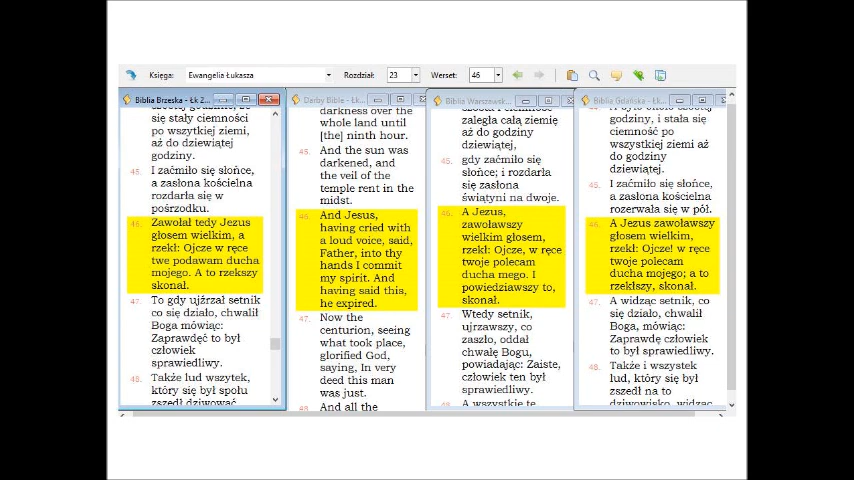 Księga:
Ewangelia Łukasza
Rozdział:
23
Werset:
46
Biblia Brzeska - Łk 2...
się stały ciemności
po wszytkiej ziemi,
aż do dziewiątej
godziny.
45. I zaćmiło się słońce,
a zasłona kościelna
rozdarła się w
pośrzodku.
46. Zawołał tedy Jezus
głosem wielkim, a
rzekł: Ojcze w ręce
twe podawam ducha
mojego. A to rzekszy
skonał.
47. To gdy ujźrzał setnik
co się działo, chwalił
Boga mówiąc:
Zaprawdęć to był
człowiek
sprawiedliwy.
48. Także lud wszytek,
który się był społu
zszedł dziwować
Darby Bible - Łk...
darkness over the
whole land until
[the] ninth hour.
45. And the sun was
darkened, and
the veil of the
temple rent in the
midst.
46. And Jesus,
having cried with
a loud voice, said,
Father, into thy
hands I commit
my spirit. And
having said this,
he expired.
47. Now the
centurion, seeing
what took place,
glorified God,
saying, In very
deed this man
was just.
48. And all the
Biblia Warszawsk...
zaległa całą ziemię
aż do godziny
dziewiątej,
45. gdy zaćmiło się
słońce; i rozdarła
się zasłona
świątyni na dwoje.
46. A Jezus,
zawoławszy
wielkim głosem,
rzekł: Ojcze, w ręce
twoje polecam
ducha mego. I
powiedziawszy to,
skonał.
47. Wtedy setnik,
ujrzawszy, co
zaszło, oddał
chwałę Bogu,
powiadając: Zaiste,
człowiek ten był
sprawiedliwy.
48. A wszystkie te
Biblia Gdańska - Łk...
godziny, i stała się
ciemność po
wszystkiej ziemi aż
do godziny
dziewiątej.
45. I zaćmiło się słońce,
a zasłona kościelna
rozerwała się w pół.
46. A Jezus zawoławszy
głosem wielkim,
rzekł: Ojcze! w ręce
twoje polecam
ducha mojego; a to
rzekłszy, skonał.
47. A widząc setnik, co
się działo, chwalił
Boga, mówiąc:
Zaprawdę człowiek
to był sprawiedliwy.
48. Także i wszystek
lud, który się był
zszedł na to
dziwowisko, widząc